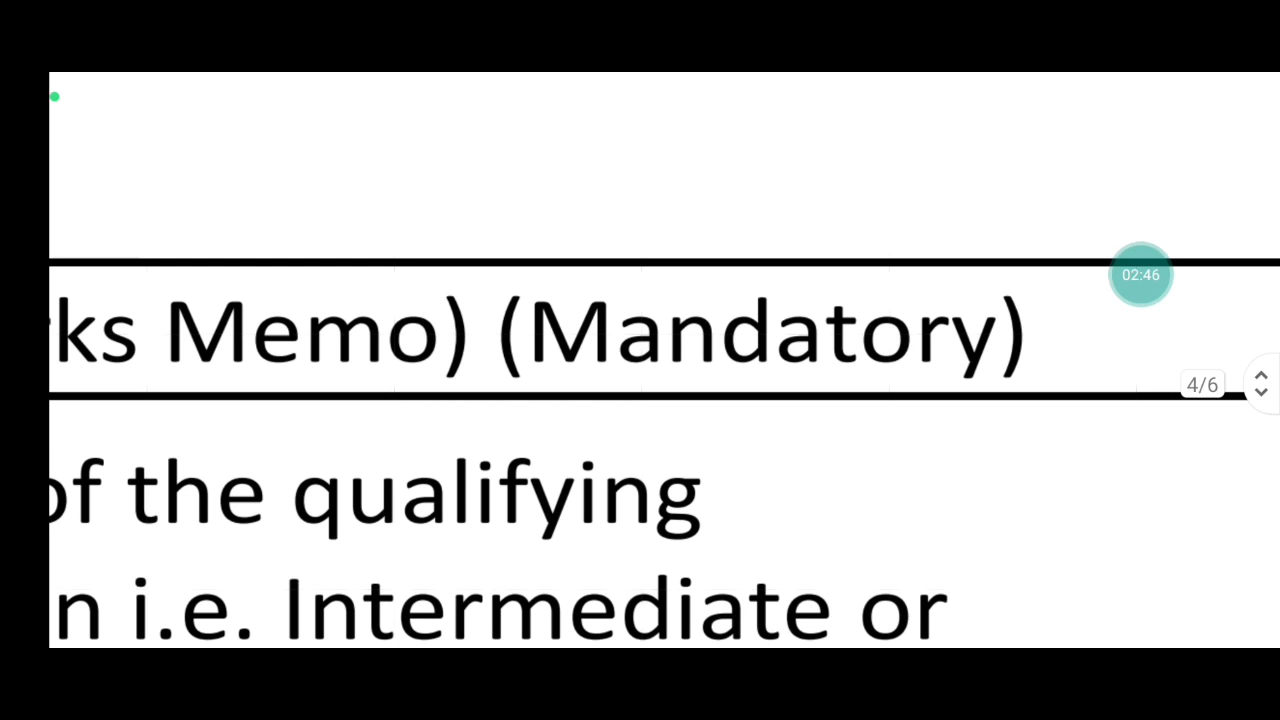 02:46
ks Memo) (Mandatory)
4/6
of the qualifying
n i.e. Intermediate or